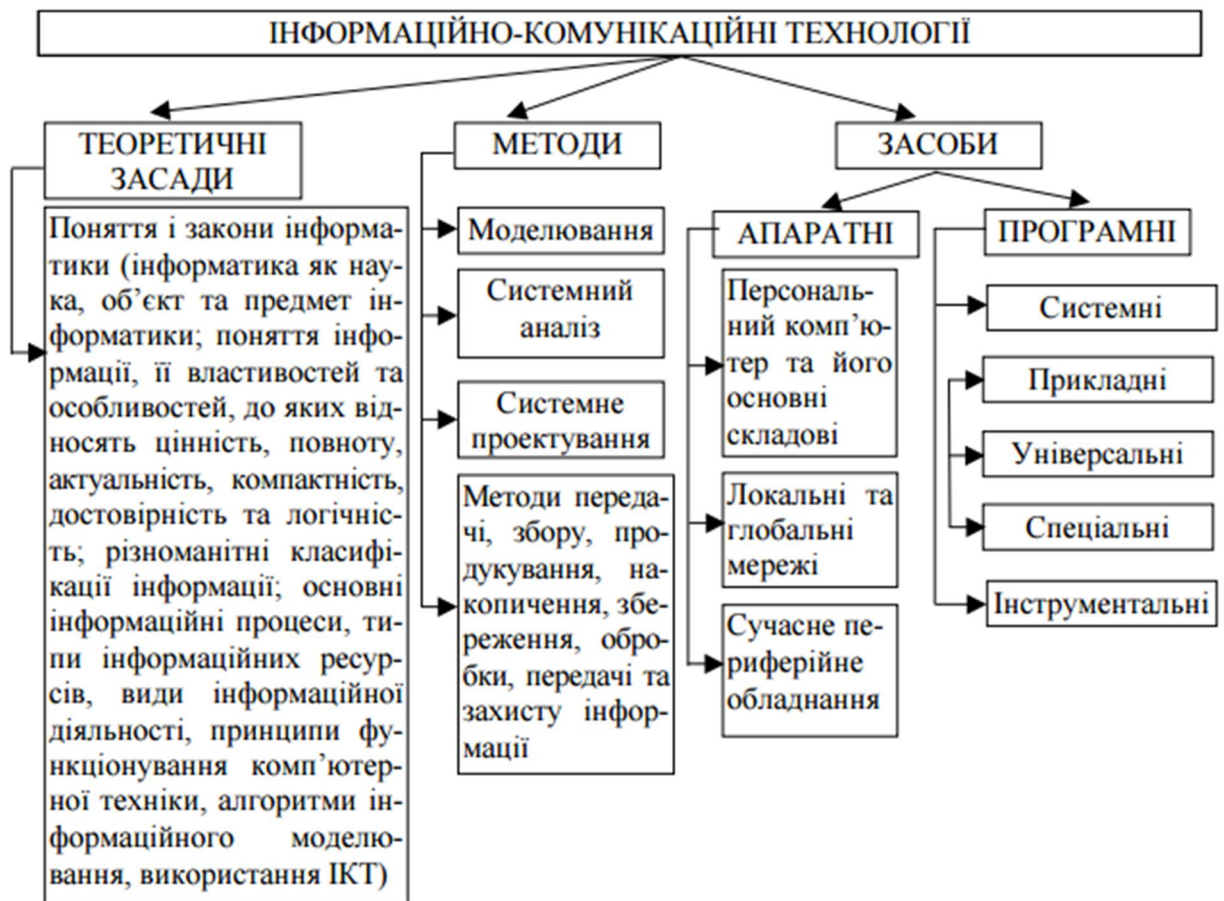 ІНФОРМАЦІЙНО-КОМУНІКАЦІЙНІ ТЕХНОЛОГІЇ
ТЕОРЕТИЧНІ
ЗАСАДИ
Поняття і закони інформа-
тики (інформатика як нау-
ка, об’єкт та предмет ін-
форматики; поняття інфо-
рмації, її властивостей та
особливостей, до яких від-
носять цінність, повноту,
актуальність, компактність,
достовірність та логічніс-
ть; різноманітні класифі-
кації інформації; основні
інформаційні процеси, ти-
пи інформаційних ресур-
сів, види інформаційної
діяльності, принципи фу-
нкціонування комп’ютер-
ної техніки, алгоритми ін-
формаційного моделю-
вання, використання ІКТ)
МЕТОДИ
Моделювання
Системний
аналіз
Системне
проектування
Методи переда-
чі, збору, про-
дукування, на-
копичення, збе-
реження, обро-
бки, передачі та
захисту інфор-
мації
ЗАСОБИ
АПАРАТНІ
Персональ-
ний комп’ю-
тер та його
основні
складові
Локальні та
глобальні
мережі
Сучасне пе-
риферійне
обладнання
ПРОГРАМНІ
Системні
Прикладні
Універсальні
Спеціальні
Інструментальні